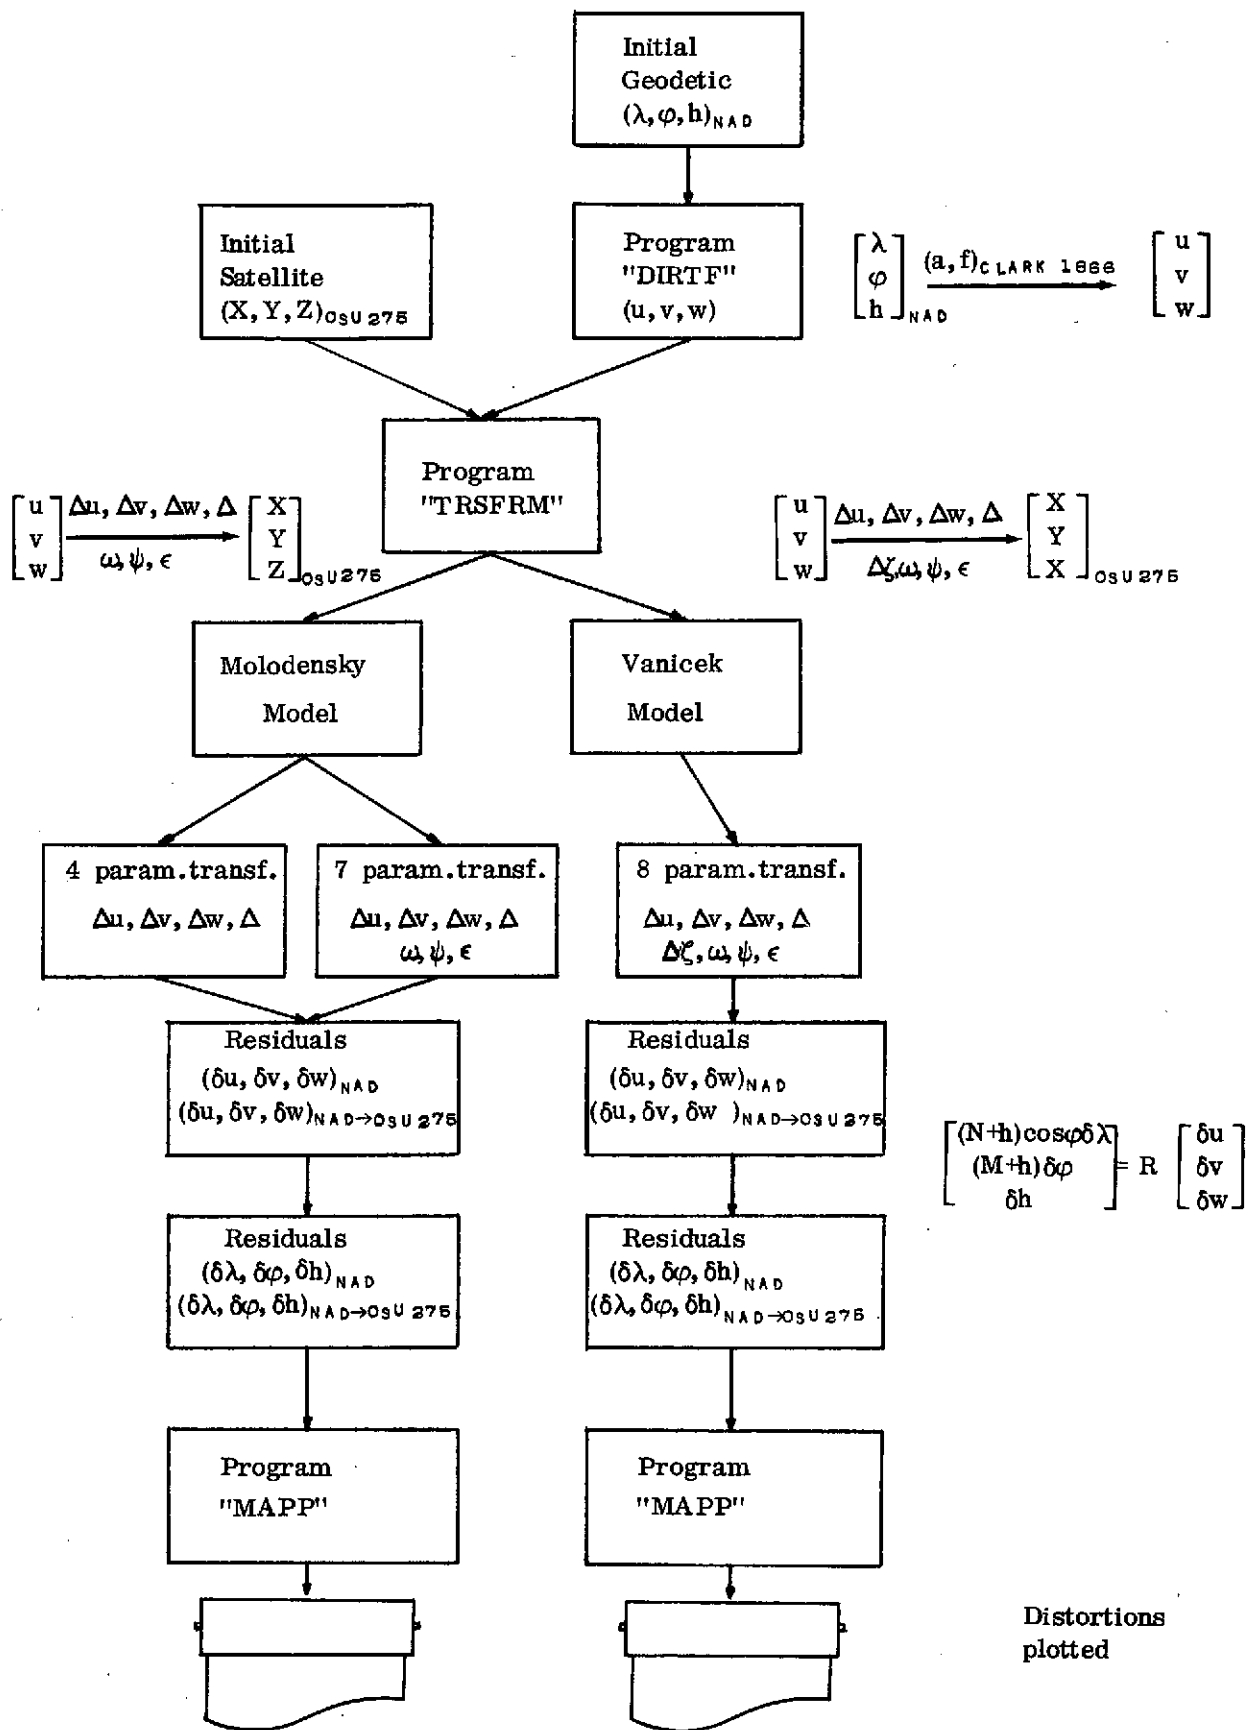 Initial
Geodetic
(λ, φ, h)NAD
Initial
Satellite
(X, Y, Z)OSU 275
Program
"DIRTF"
(u, v, w)
[λ φ h]NAD (a, f)CLARK 1866 [u v w]
Program
"TRSFRM"
[u v w] Δu, Δv, Δw, Δ ω, ψ, ϵ [X Y Z]OSU 275
[u v w] Δu, Δv, Δw, Δ Δζ, ω, ψ, ϵ [X Y X]OSU 275
Molodensky
Model
Vanicek
Model
4 param.transf.
Δu, Δv, Δw, Δ
7 param.transf.
Δu, Δv, Δw, Δ
ω, ψ, ϵ
8 param.transf.
Δu, Δv, Δw, Δ
Δζ, ω, ψ, ϵ
Residuals
(δu, δv, δw)NAD
(δu, δv, δw)NAD→OSU 275
Residuals
(δu, δv, δw)NAD
(δu, δv, δw )NAD→OSU 275
[(N+h)cosφδλ (M+h)δφ δh] = R [δu δv δw]
Residuals
(δλ, δφ, δh)NAD
(δλ, δφ, δh)NAD→OSU 275
Residuals
(δλ, δφ, δh)NAD
(δλ, δφ, δh)NAD→OSU 275
Program
"MAPP"
Program
"MAPP"
Distortions
plotted